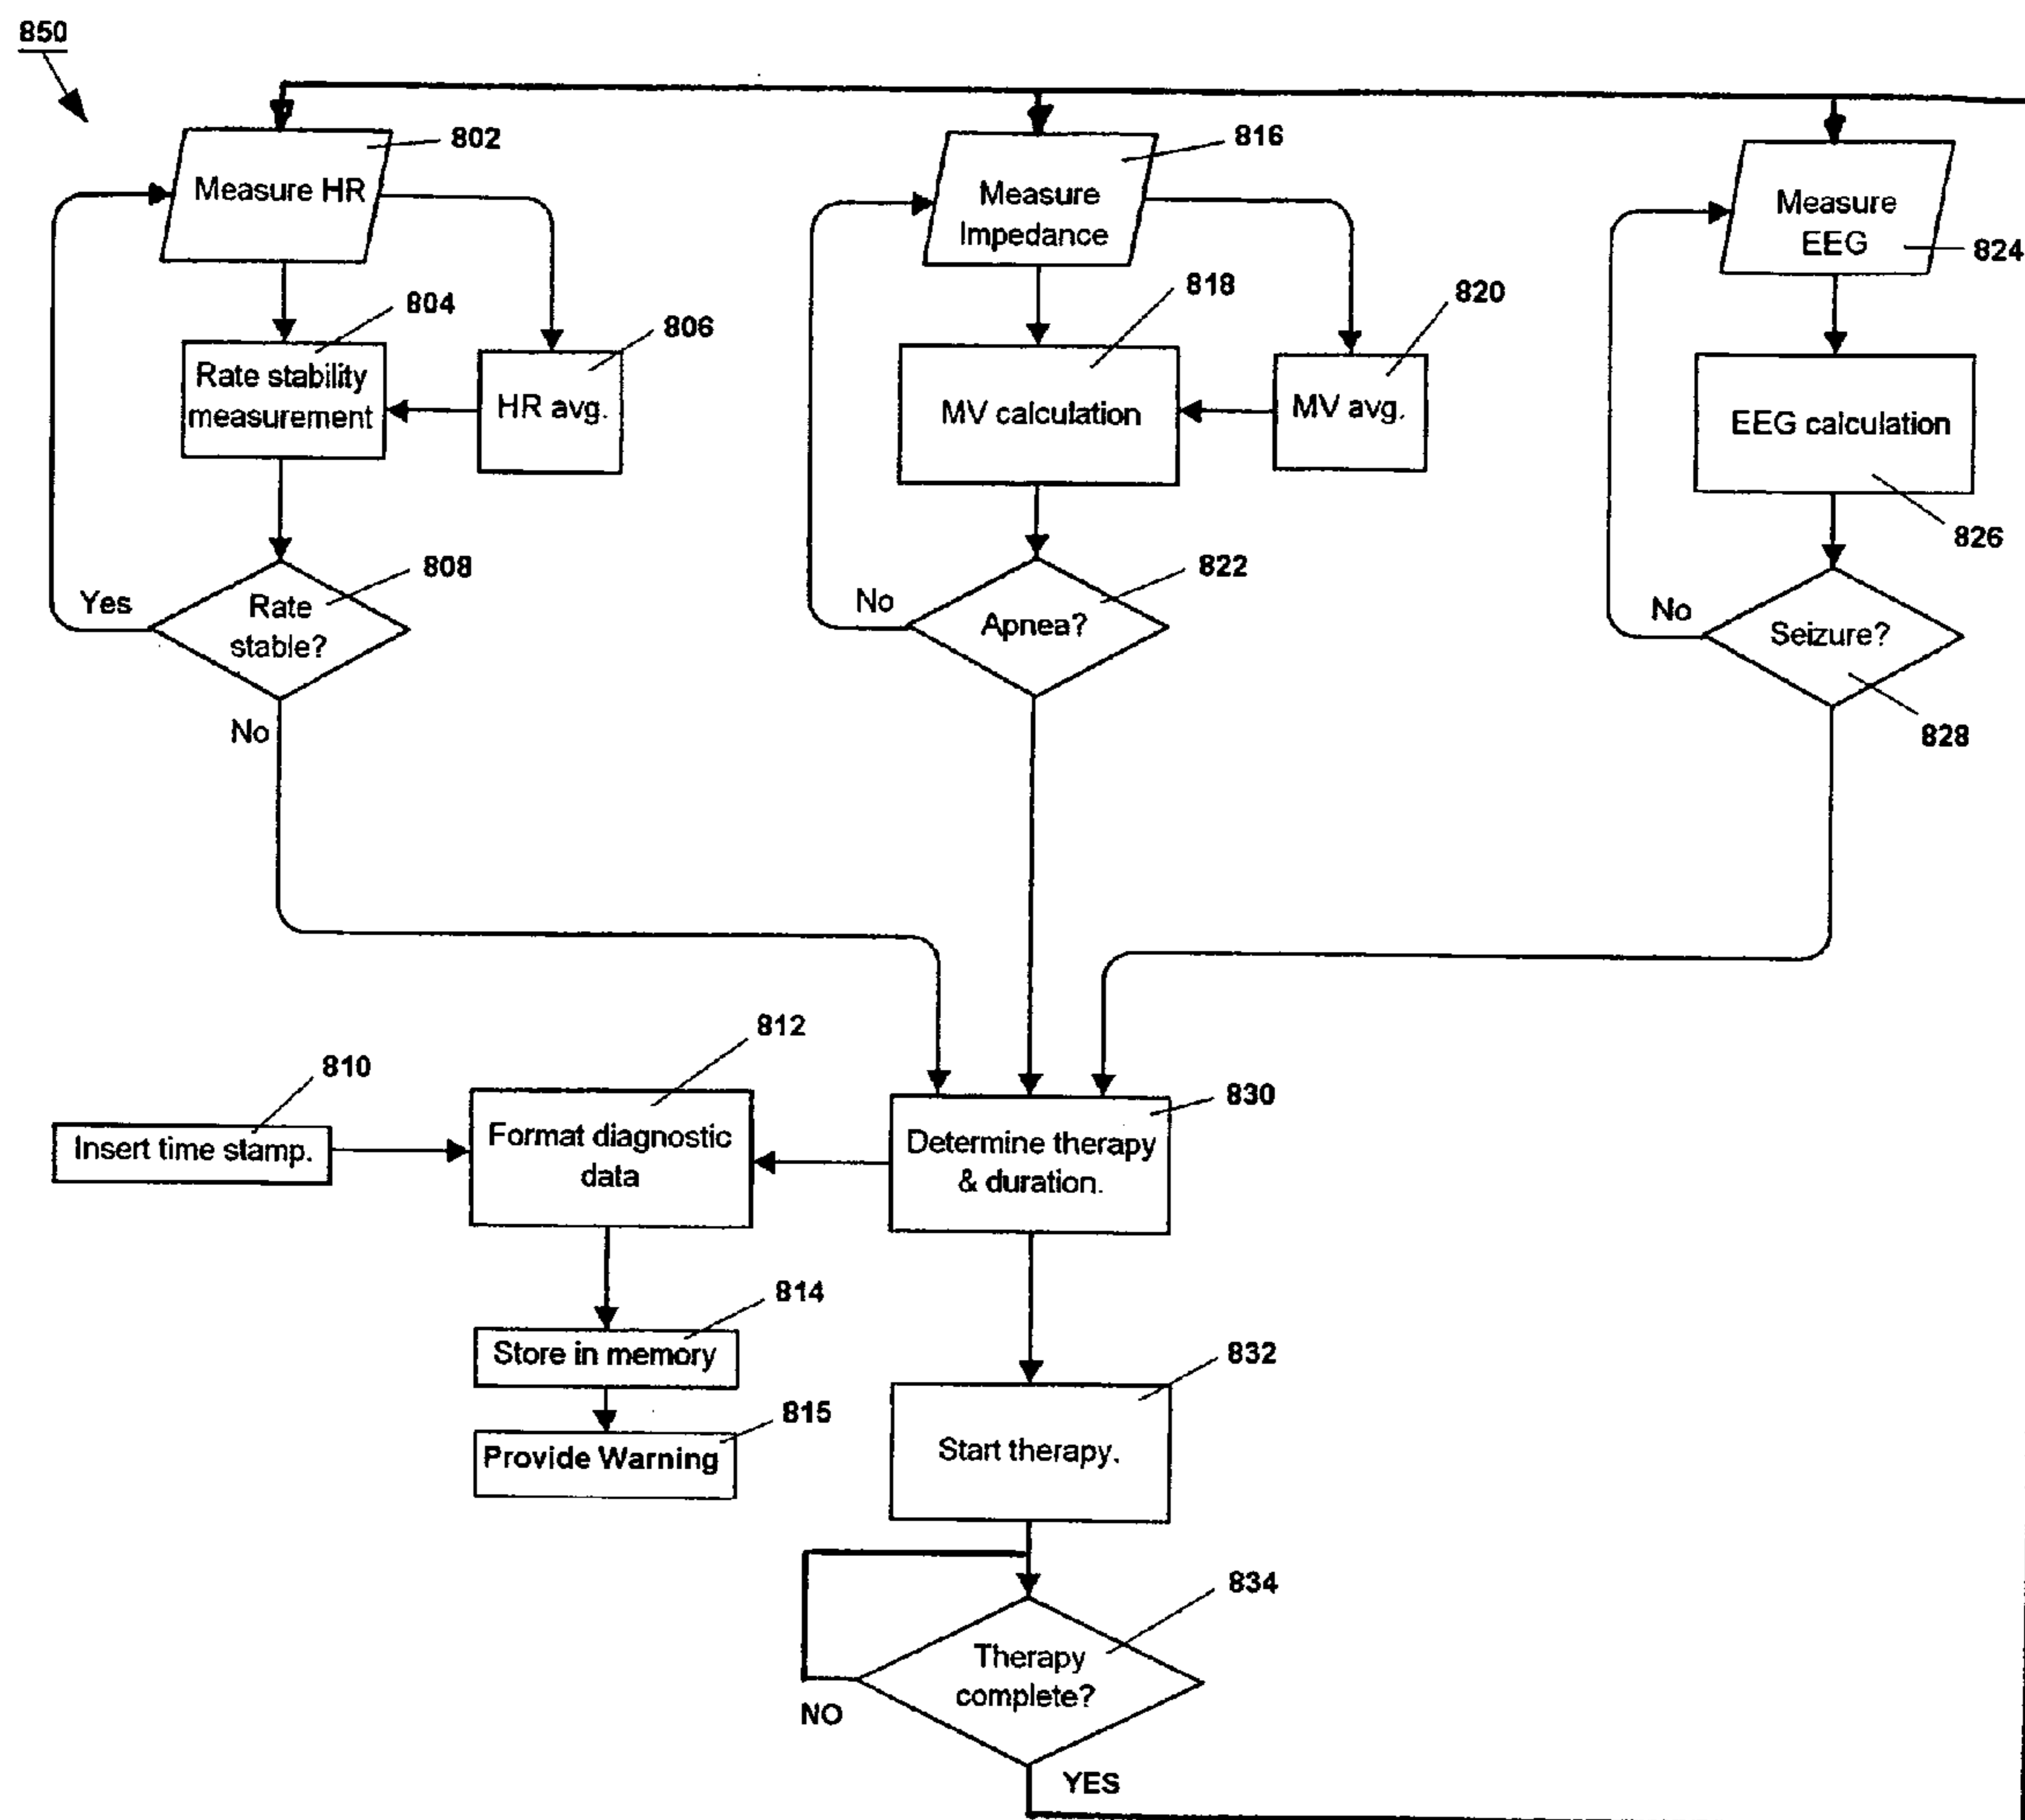 850
802
Measure HR
804
Rate stability
measurement
806
HR avg.
808
Rate
stable?
Yes
No
816
Measure
Impedance
818
MV calculation
820
MV avg.
822
Apnea?
No
Measure
EEG
824
EEG calculation
826
Seizure?
No
828
810
Insert time stamp.
812
Format diagnostic
data
830
Determine therapy
& duration.
814
Store in memory
815
Provide Warning
832
Start therapy.
834
Therapy
complete?
NO
YES